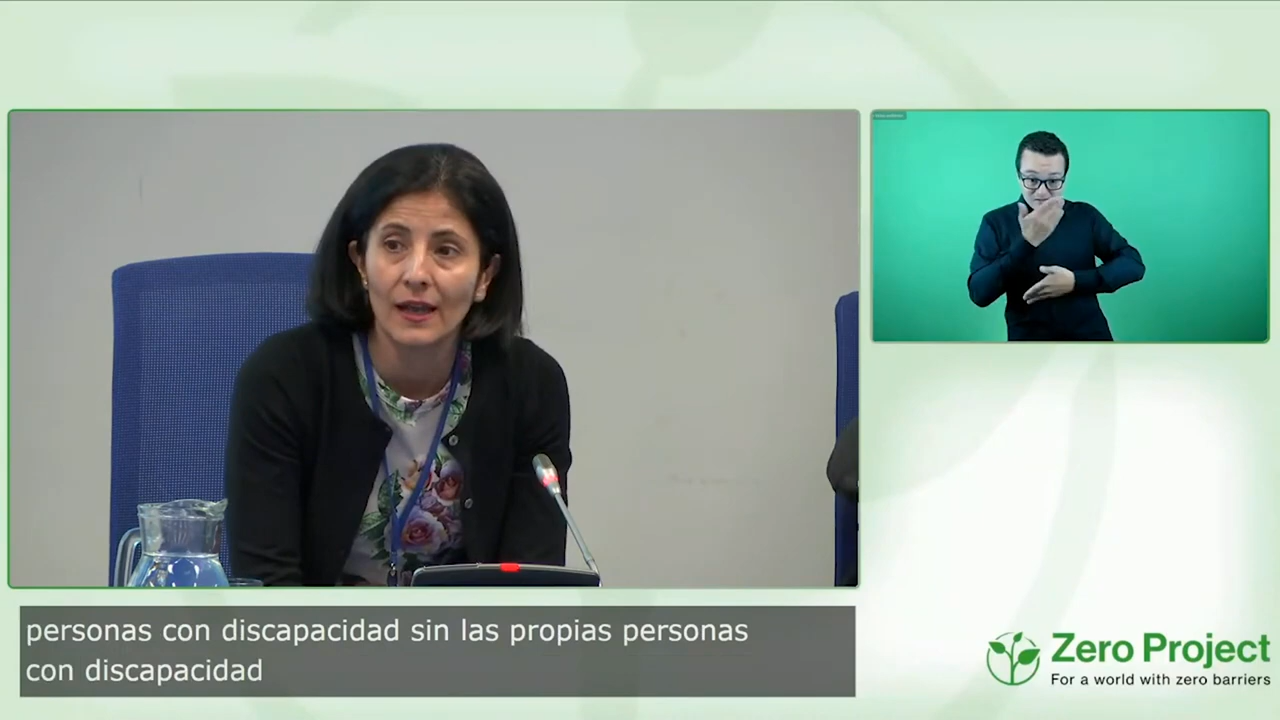 personas con discapacidad sin las propias personas
con discapacidad
Zero Project
For a world with zero barriers